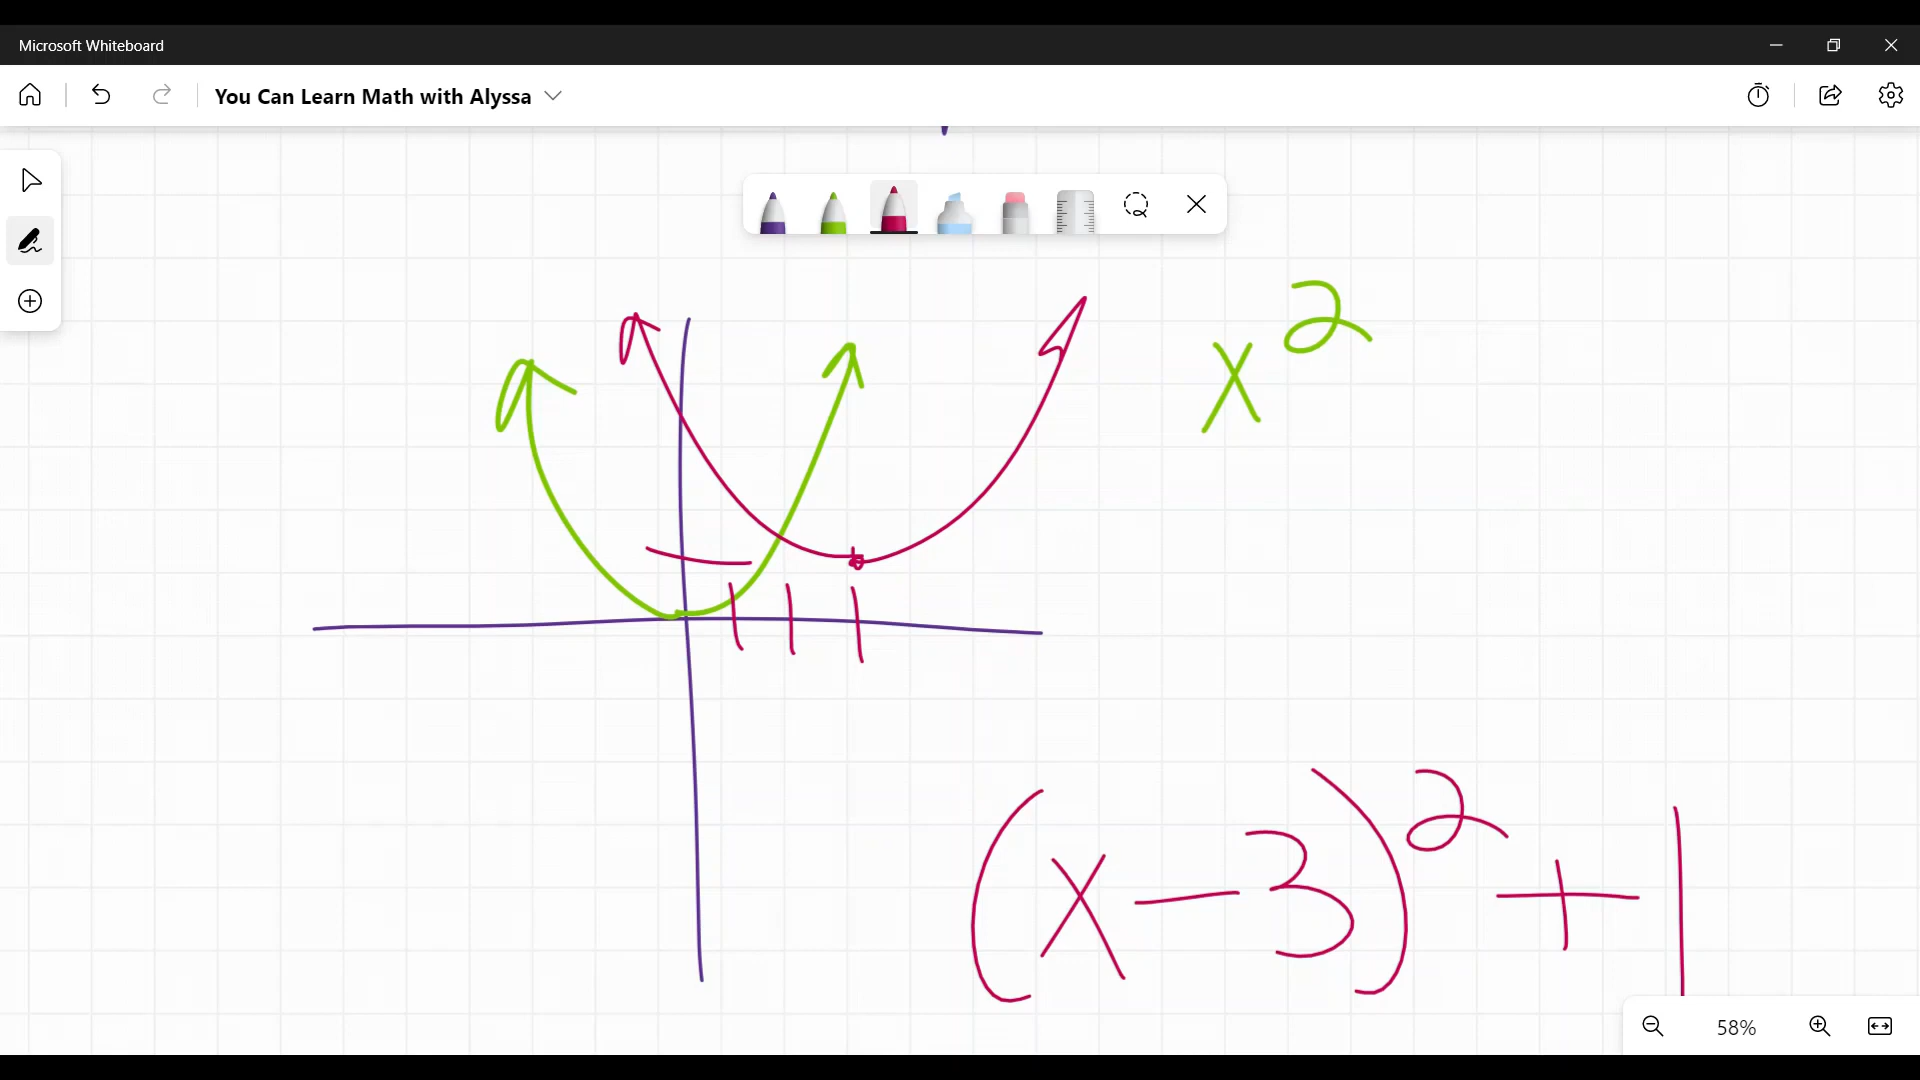 Microsoft Whiteboard
You Can Learn Math with Alyssa
x²
(x-3)²+1
58%